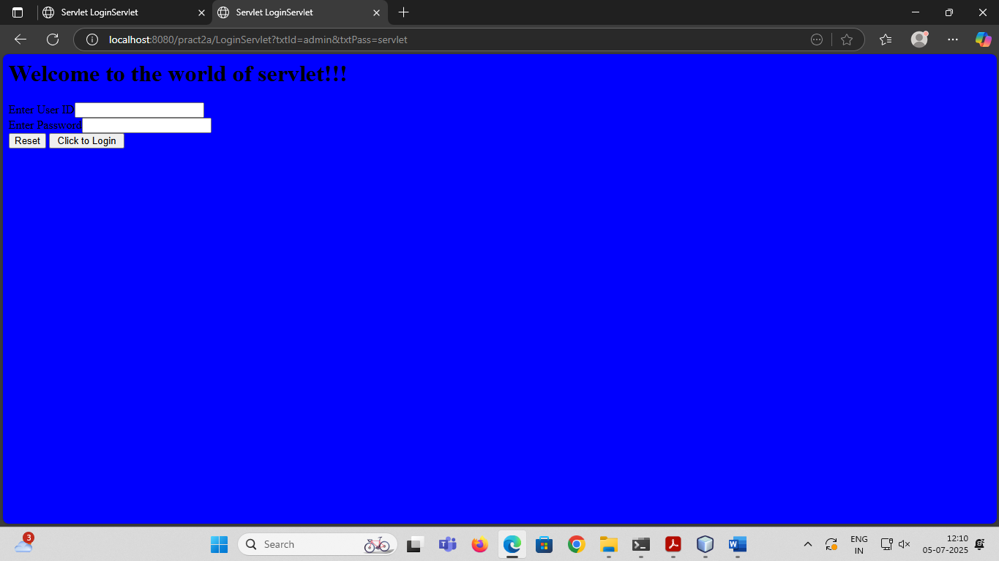 Servlet LoginServlet
Servlet LoginServlet
localhost:8080/pract2a/LoginServlet?txtId=admin&txtPass=servlet
Welcome to the world of servlet!!!
Enter User ID
Enter Password
Reset Click to Login
3
Search
ENG
IN
12:10
05-07-2025